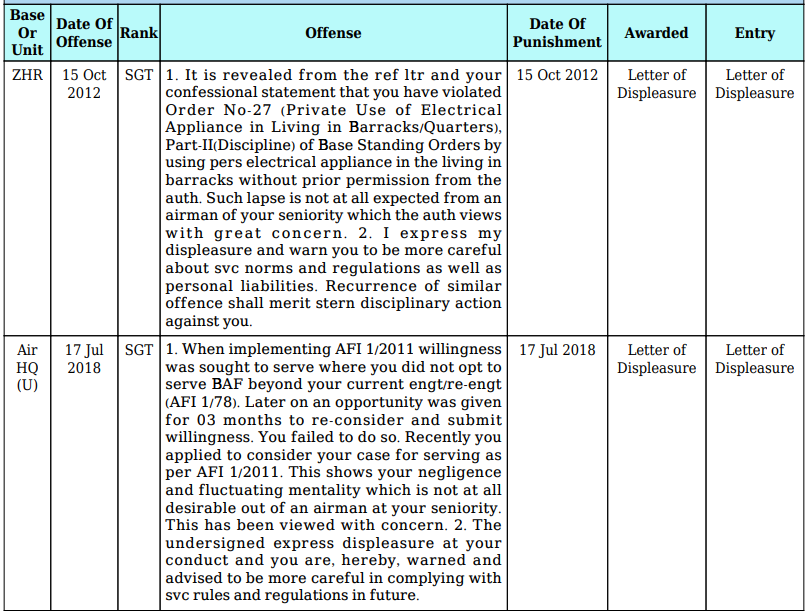 Base Or Unit | Date Of Offense | Rank | Offense | Date Of Punishment | Awarded | Entry
ZHR | 15 Oct 2012 | SGT | 1. It is revealed from the ref ltr and your | 15 Oct 2012 | Letter of Displeasure | Letter of Displeasure
confessional statement that you have violated
Order No-27 (Private Use of Electrical
Appliance in Living in Barracks/Quarters),
Part-II(Discipline) of Base Standing Orders by
using pers electrical appliance in the living in
barracks without prior permission from the
auth. Such lapse is not at all expected from an
airman of your seniority which the auth views
with great concern. 2. I express my
displeasure and warn you to be more careful
about svc norms and regulations as well as
personal liabilities. Recurrence of similar
offence shall merit stern disciplinary action
against you.
Air HQ (U) | 17 Jul 2018 | SGT | 1. When implementing AFI 1/2011 willingness | 17 Jul 2018 | Letter of Displeasure | Letter of Displeasure
was sought to serve where you did not opt to
serve BAF beyond your current engt/re-engt
(AFI 1/78). Later on an opportunity was given
for 03 months to re-consider and submit
willingness. You failed to do so. Recently you
applied to consider your case for serving as
per AFI 1/2011. This shows your negligence
and fluctuating mentality which is not at all
desirable out of an airman at your seniority.
This has been viewed with concern. 2. The
undersigned express displeasure at your
conduct and you are, hereby, warned and
advised to be more careful in complying with
svc rules and regulations in future.